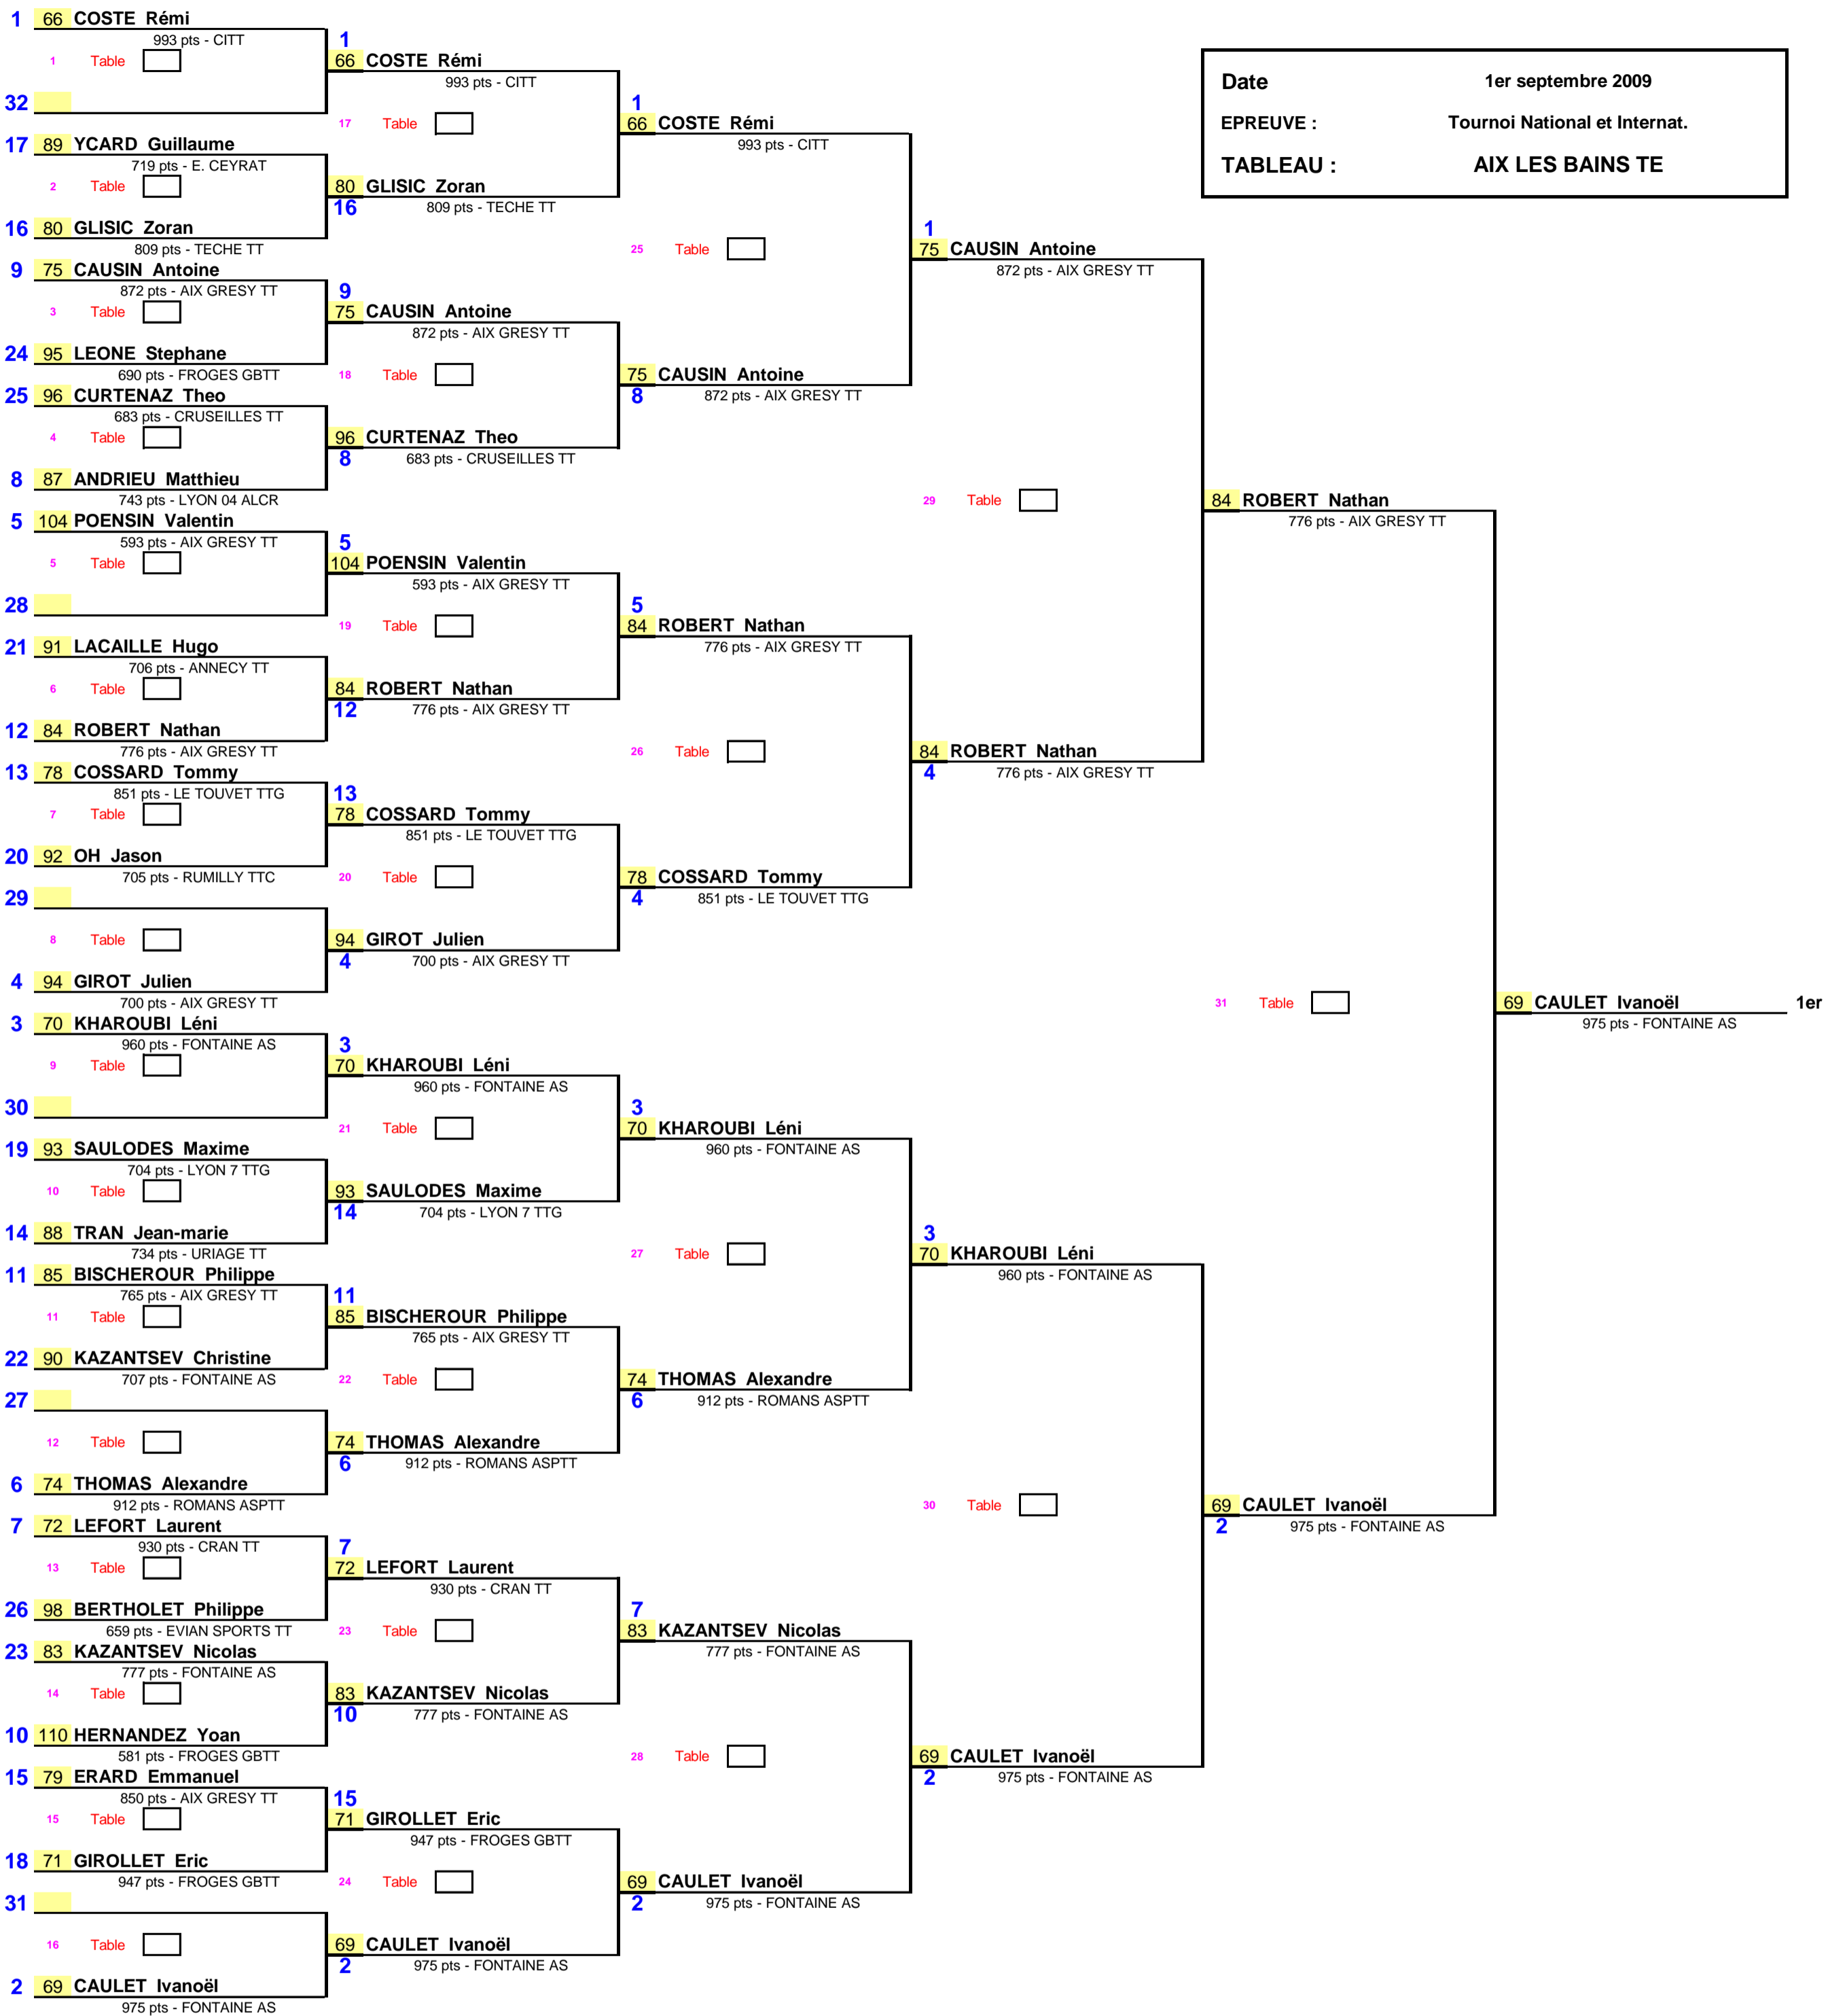 Date 1er septembre 2009
EPREUVE : Tournoi National et Internat.
TABLEAU : AIX LES BAINS TE
1 66 COSTE Rémi
993 pts - CITT
1 Table
32
17 89 YCARD Guillaume
719 pts - E. CEYRAT
2 Table
16 80 GLISIC Zoran
809 pts - TECHE TT
9 75 CAUSIN Antoine
872 pts - AIX GRESY TT
3 Table
24 95 LEONE Stephane
690 pts - FROGES GBTT
25 96 CURTENAZ Theo
683 pts - CRUSEILLES TT
4 Table
8 87 ANDRIEU Matthieu
743 pts - LYON 04 ALCR
5 104 POENSIN Valentin
593 pts - AIX GRESY TT
5 Table
28
21 91 LACAILLE Hugo
706 pts - ANNECY TT
6 Table
12 84 ROBERT Nathan
776 pts - AIX GRESY TT
13 78 COSSARD Tommy
851 pts - LE TOUVET TTG
7 Table
20 92 OH Jason
705 pts - RUMILLY TTC
29
8 Table
4 94 GIROT Julien
700 pts - AIX GRESY TT
3 70 KHAROUBI Léni
960 pts - FONTAINE AS
9 Table
30
19 93 SAULODES Maxime
704 pts - LYON 7 TTG
10 Table
14 88 TRAN Jean-marie
734 pts - URIAGE TT
11 85 BISCHEROUR Philippe
765 pts - AIX GRESY TT
11 Table
22 90 KAZANTSEV Christine
707 pts - FONTAINE AS
27
12 Table
6 74 THOMAS Alexandre
912 pts - ROMANS ASPTT
7 72 LEFORT Laurent
930 pts - CRAN TT
13 Table
26 98 BERTHOLET Philippe
659 pts - EVIAN SPORTS TT
23 83 KAZANTSEV Nicolas
777 pts - FONTAINE AS
14 Table
10 110 HERNANDEZ Yoan
581 pts - FROGES GBTT
15 79 ERARD Emmanuel
850 pts - AIX GRESY TT
15 Table
18 71 GIROLLET Eric
947 pts - FROGES GBTT
31
16 Table
2 69 CAULET Ivanoël
975 pts - FONTAINE AS
1
66 COSTE Rémi
993 pts - CITT
17 Table
80 GLISIC Zoran
16 809 pts - TECHE TT
9
75 CAUSIN Antoine
872 pts - AIX GRESY TT
18 Table
96 CURTENAZ Theo
8 683 pts - CRUSEILLES TT
5
104 POENSIN Valentin
593 pts - AIX GRESY TT
19 Table
84 ROBERT Nathan
12 776 pts - AIX GRESY TT
13
78 COSSARD Tommy
851 pts - LE TOUVET TTG
20 Table
94 GIROT Julien
4 700 pts - AIX GRESY TT
3
70 KHAROUBI Léni
960 pts - FONTAINE AS
21 Table
93 SAULODES Maxime
14 704 pts - LYON 7 TTG
11
85 BISCHEROUR Philippe
765 pts - AIX GRESY TT
22 Table
74 THOMAS Alexandre
6 912 pts - ROMANS ASPTT
7
72 LEFORT Laurent
930 pts - CRAN TT
23 Table
83 KAZANTSEV Nicolas
10 777 pts - FONTAINE AS
15
71 GIROLLET Eric
947 pts - FROGES GBTT
24 Table
69 CAULET Ivanoël
2 975 pts - FONTAINE AS
1
66 COSTE Rémi
993 pts - CITT
25 Table
75 CAUSIN Antoine
8 872 pts - AIX GRESY TT
5
84 ROBERT Nathan
776 pts - AIX GRESY TT
26 Table
78 COSSARD Tommy
4 851 pts - LE TOUVET TTG
3
70 KHAROUBI Léni
960 pts - FONTAINE AS
27 Table
74 THOMAS Alexandre
6 912 pts - ROMANS ASPTT
7
83 KAZANTSEV Nicolas
777 pts - FONTAINE AS
28 Table
69 CAULET Ivanoël
2 975 pts - FONTAINE AS
1
75 CAUSIN Antoine
872 pts - AIX GRESY TT
29 Table
84 ROBERT Nathan
4 776 pts - AIX GRESY TT
3
70 KHAROUBI Léni
960 pts - FONTAINE AS
30 Table
69 CAULET Ivanoël
2 975 pts - FONTAINE AS
84 ROBERT Nathan
776 pts - AIX GRESY TT
31 Table
69 CAULET Ivanoël
2 975 pts - FONTAINE AS
69 CAULET Ivanoël 1er
975 pts - FONTAINE AS